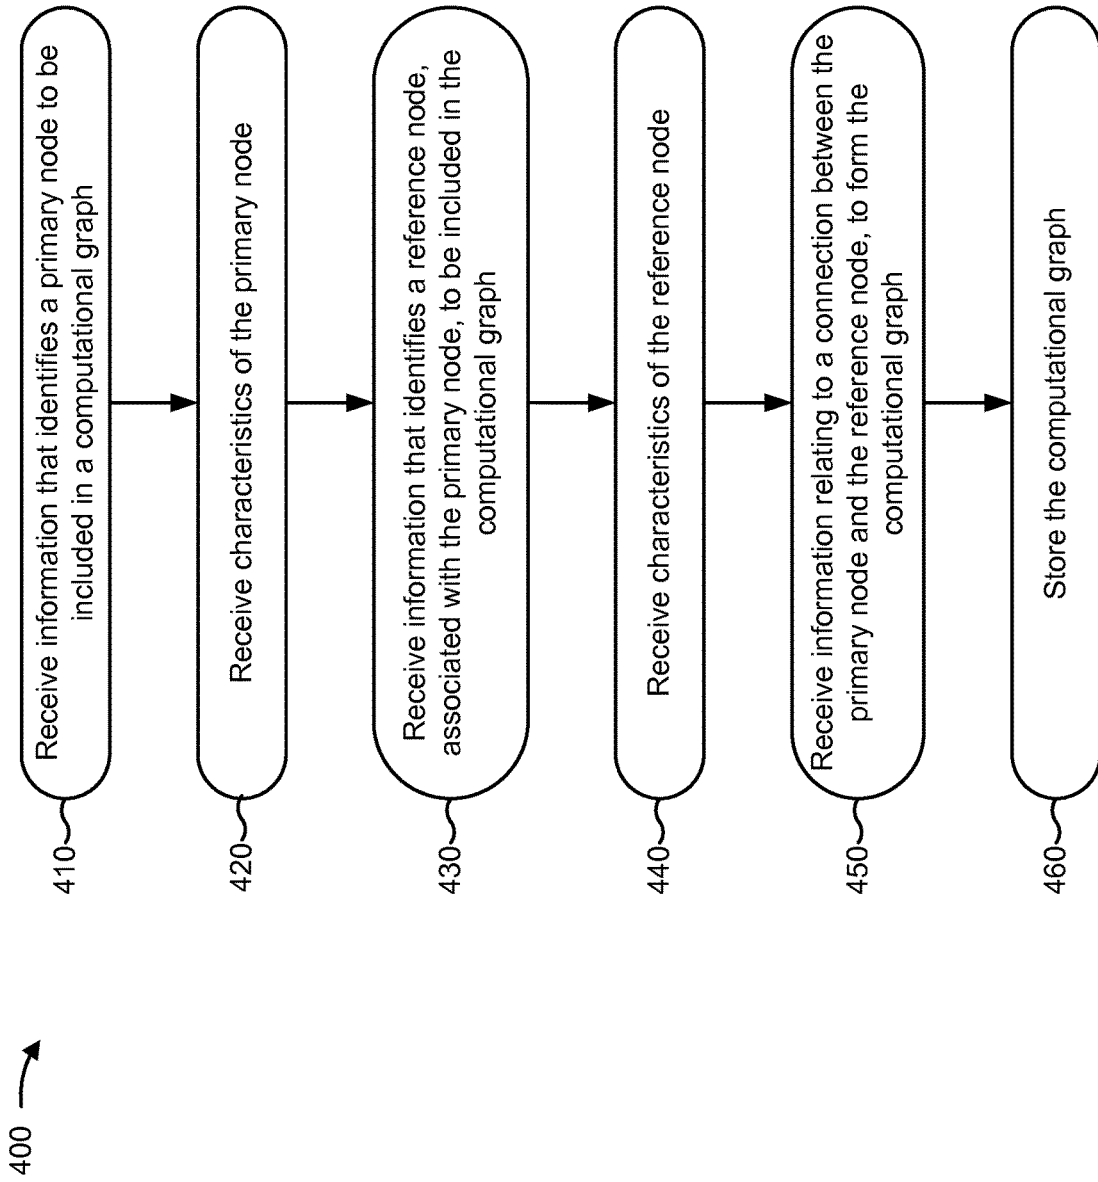 400
410
Receive information that identifies a primary node to be
included in a computational graph
420
Receive characteristics of the primary node
430
Receive information that identifies a reference node,
associated with the primary node, to be included in the
computational graph
440
Receive characteristics of the reference node
450
Receive information relating to a connection between the
primary node and the reference node, to form the
computational graph
460
Store the computational graph